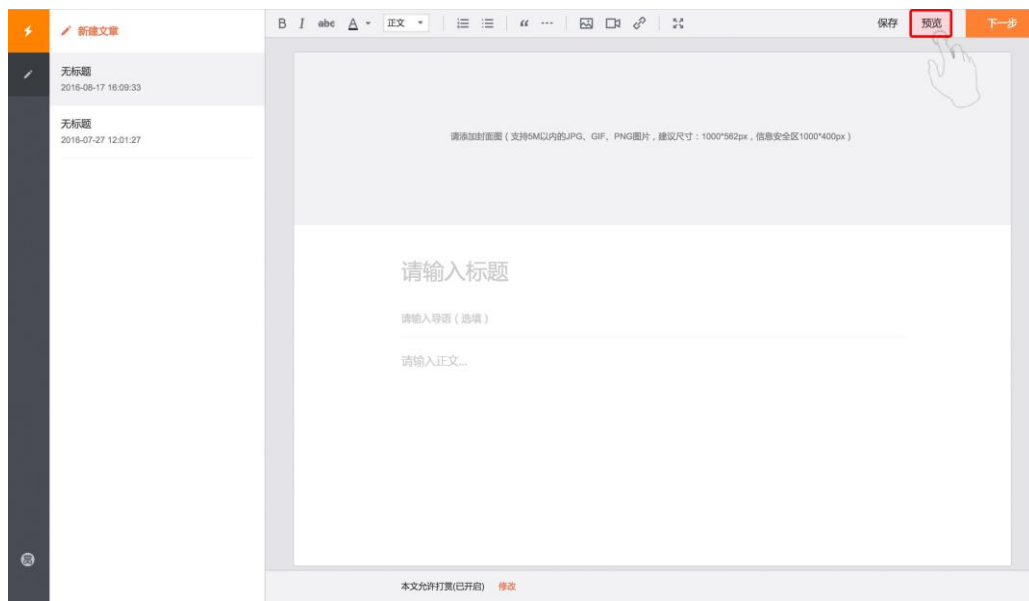 新建文章
B I abc A 正文 “ ... 保存 预览 下一步
无标题
2016-08-17 16:09:33
无标题
2016-07-27 12:01:27
请添加封面图 ( 支持5M以内的JPG、GIF、PNG图片 , 建议尺寸 : 1000*562px , 信息安全区1000*400px )
请输入标题
请输入导语 ( 选填 )
请输入正文...
本文允许打赏(已开启) 修改